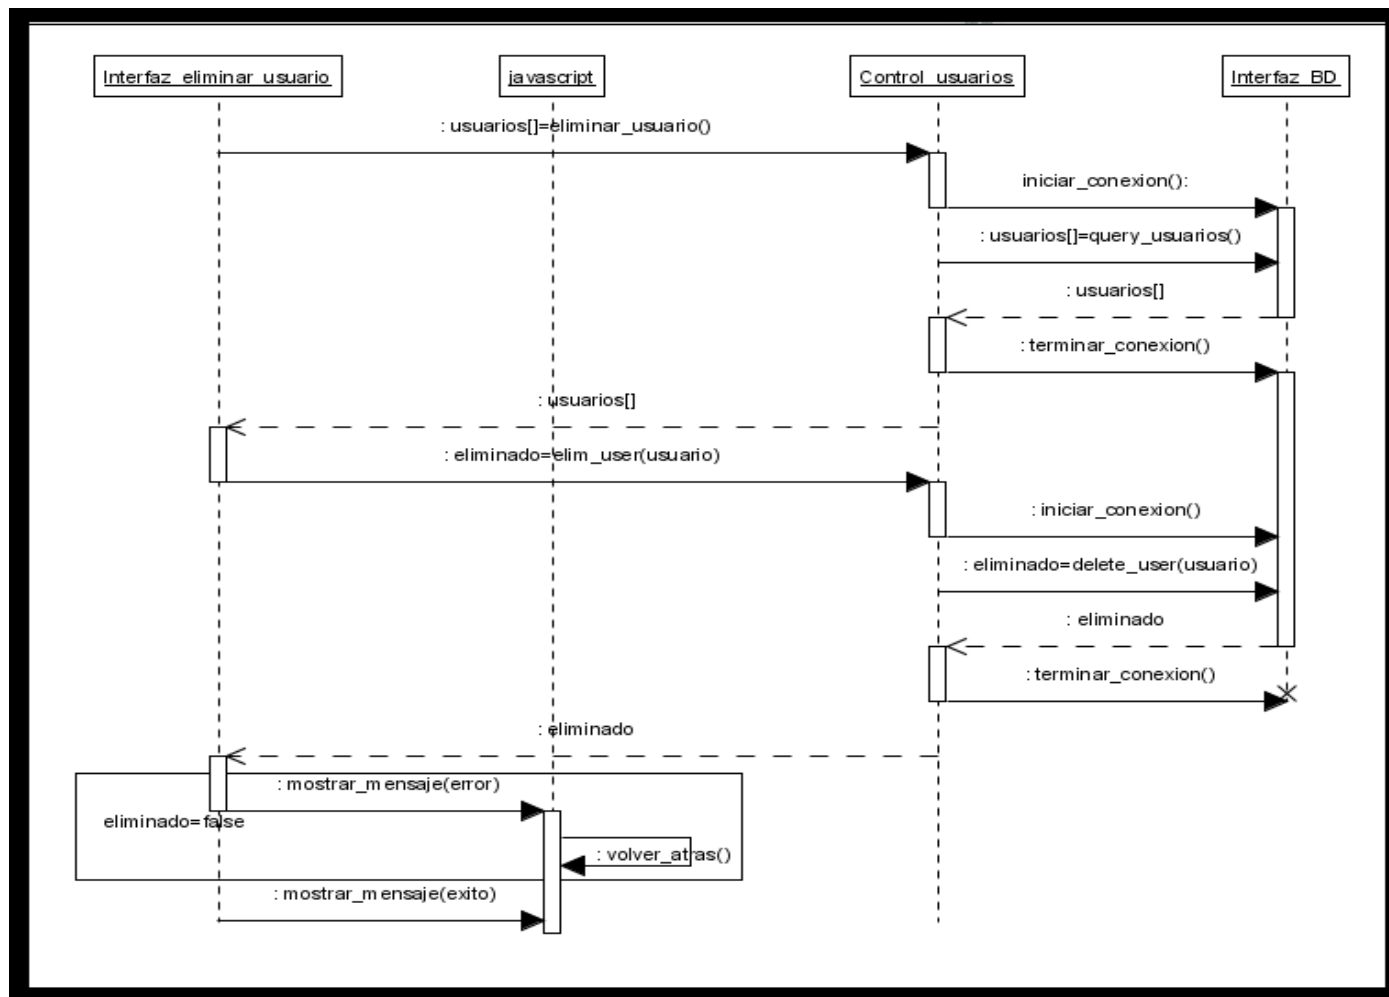 Interfaz_eliminar_usuario
javascript
Control_usuarios
Interfaz_BD
: usuarios[]=eliminar_usuario()
iniciar_conexion():
: usuarios[]=query_usuarios()
: usuarios[]
: terminar_conexion()
: usuarios[]
: eliminado=elim_user(usuario)
: iniciar_conexion()
: eliminado=delete_user(usuario)
: eliminado
: terminar_conexion()
: eliminado
: mostrar_mensaje(error)
eliminado=false
: volver_atras()
: mostrar_mensaje(exito)